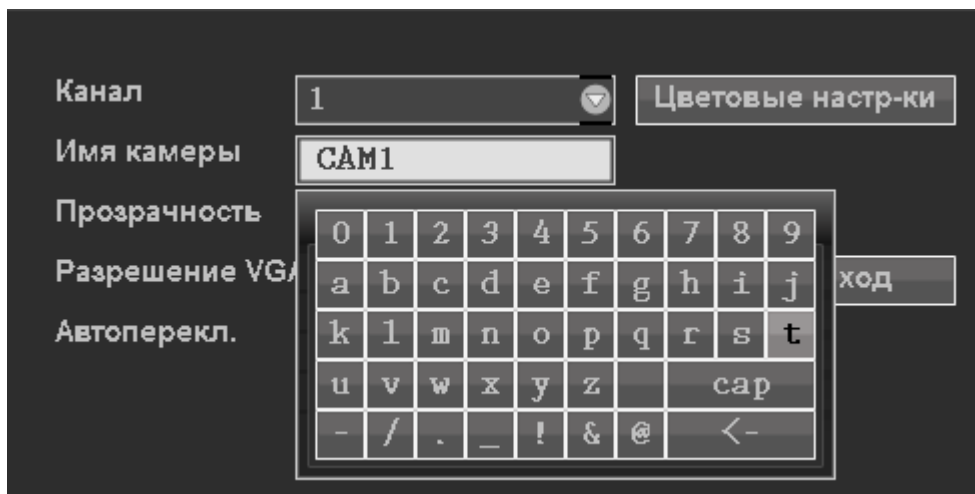 Канал 1 Цветовые настр-ки
Имя камеры CAM1
Прозрачность
0 1 2 3 4 5 6 7 8 9
Разрешение VGA ход
a b c d e f g h i j
Автоперекл.
k l m n o p q r s t
u v w x y z cap
- / . _ ! & @ <-